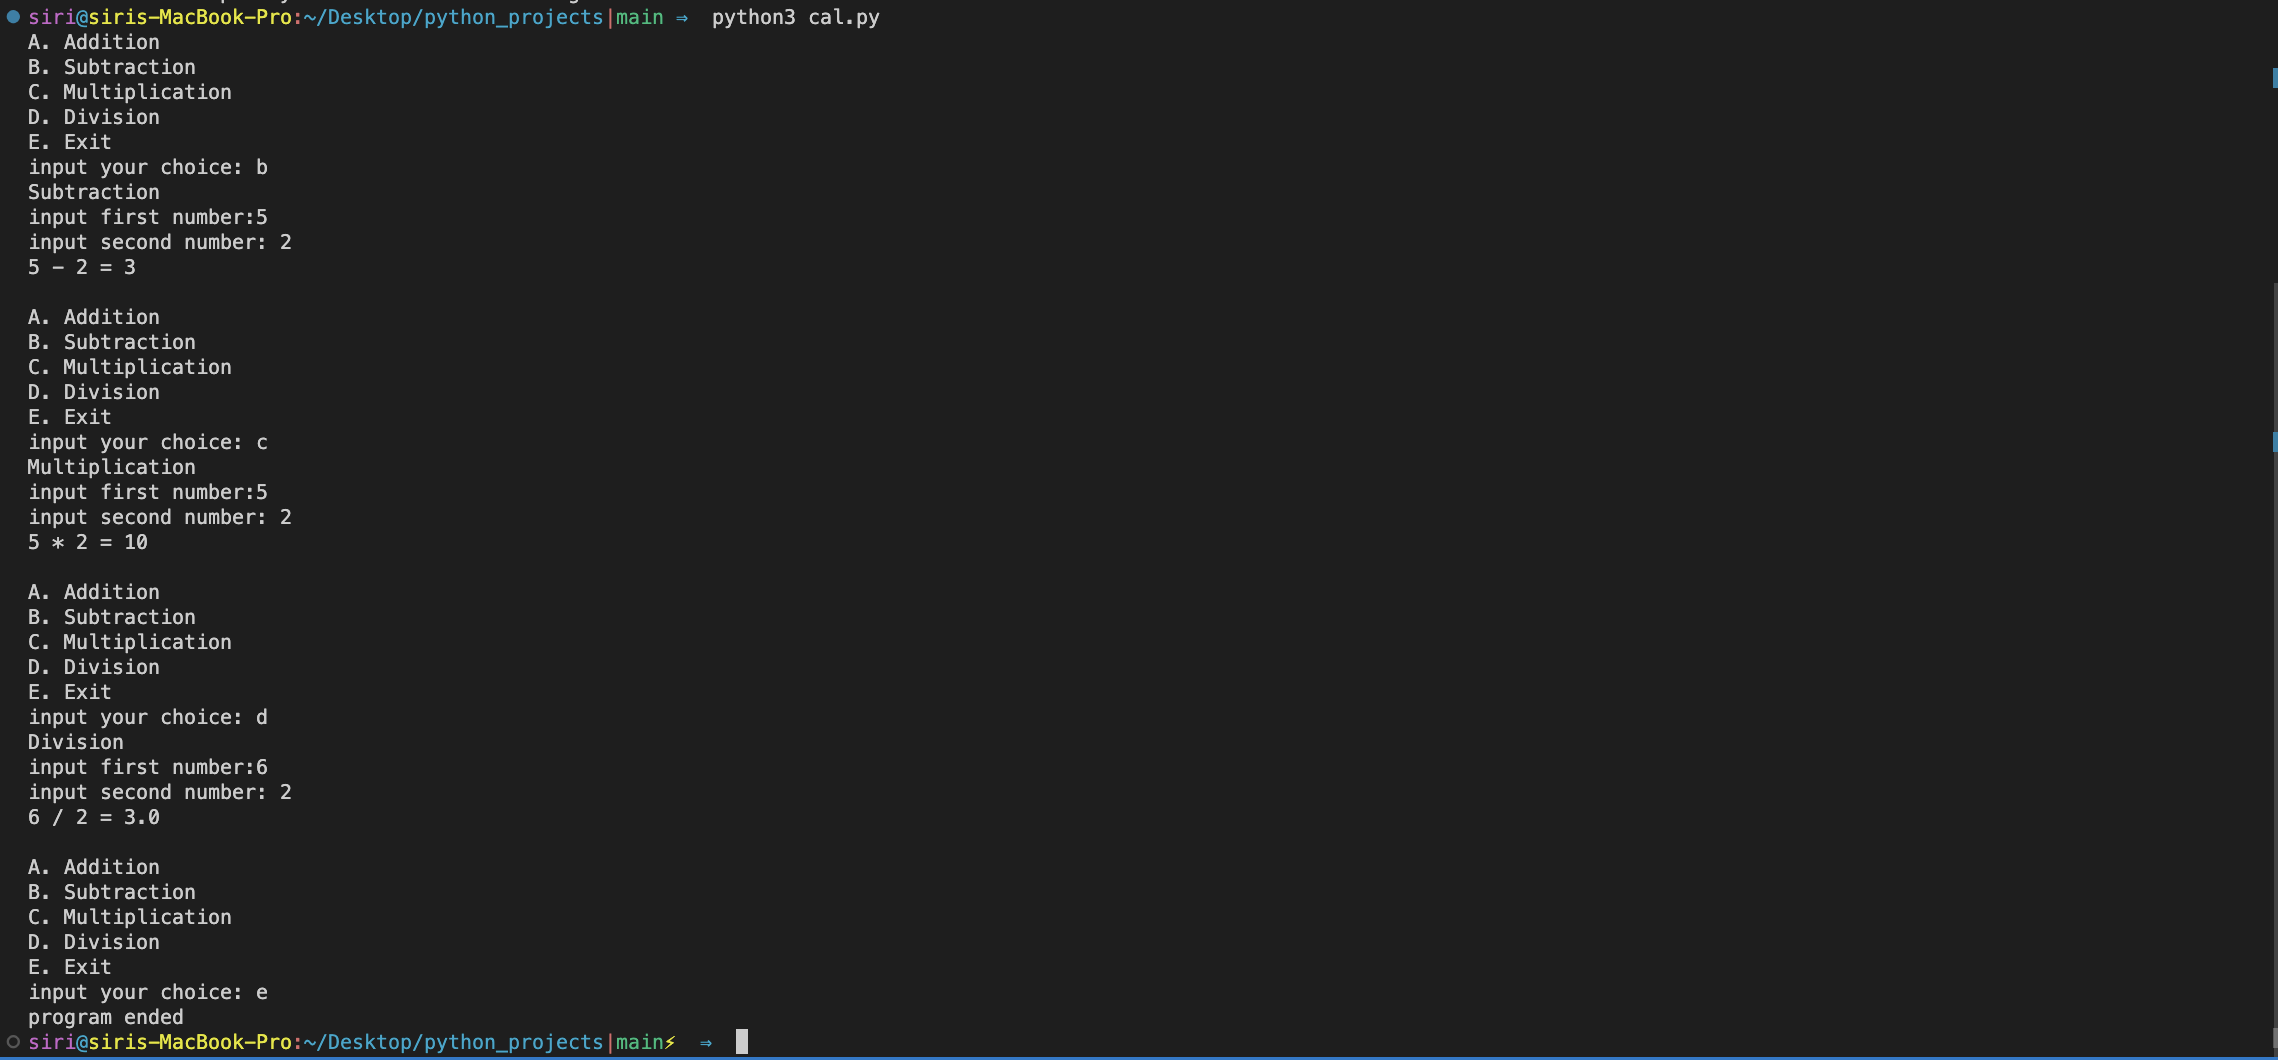 siri@siris-MacBook-Pro:~/Desktop/python_projects|main ⇒  python3 cal.py
A. Addition
B. Subtraction
C. Multiplication
D. Division
E. Exit
input your choice: b
Subtraction
input first number:5
input second number: 2
5 - 2 = 3

A. Addition
B. Subtraction
C. Multiplication
D. Division
E. Exit
input your choice: c
Multiplication
input first number:5
input second number: 2
5 * 2 = 10

A. Addition
B. Subtraction
C. Multiplication
D. Division
E. Exit
input your choice: d
Division
input first number:6
input second number: 2
6 / 2 = 3.0

A. Addition
B. Subtraction
C. Multiplication
D. Division
E. Exit
input your choice: e
program ended
siri@siris-MacBook-Pro:~/Desktop/python_projects|main⚡  ⇒